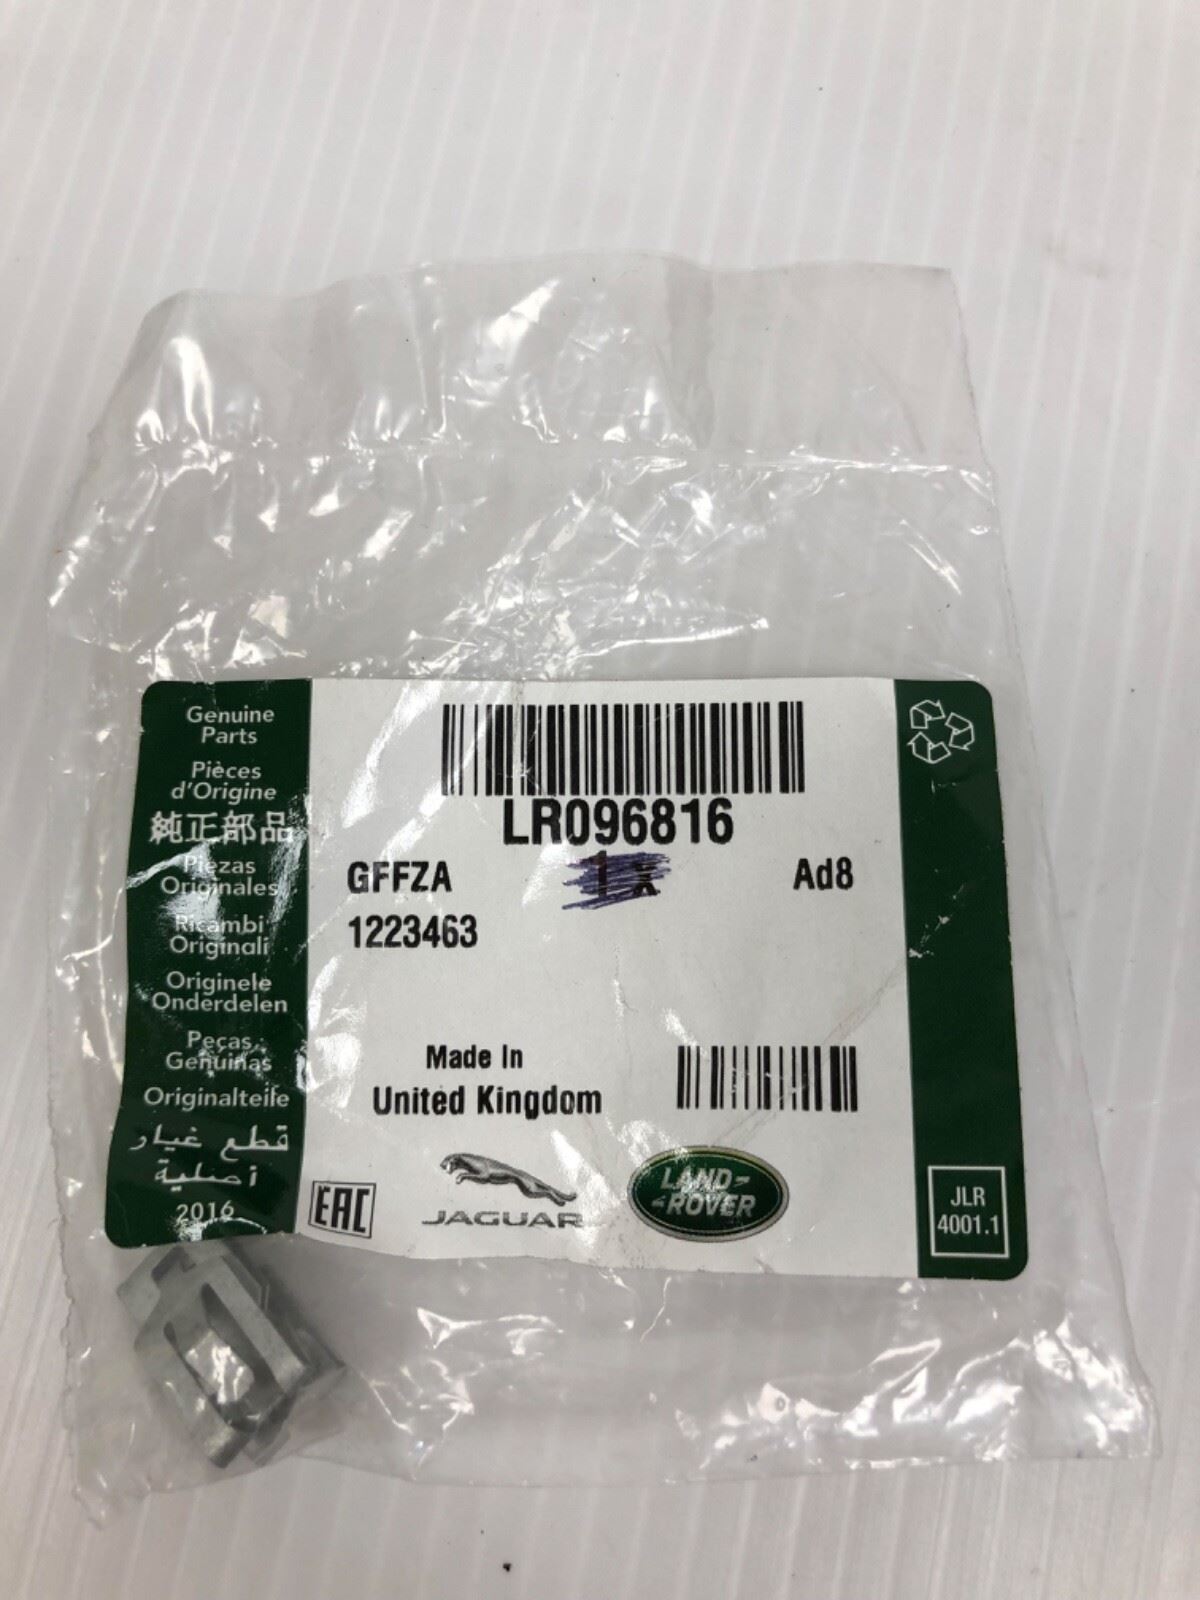 Genuine
Parts
Pièces
d'Origine
純正部品
Piezas
Originales
Ricambi
Originali
Originele
Onderdelen
Peças
Genuinas
Originalteile
قطع غيار
أصلية
2016
LR096816
GFFZA
1 x
Ad8
1223463
Made In
United Kingdom
EAC
JAGUAR
LAND-
-ROVER
JLR
4001.1